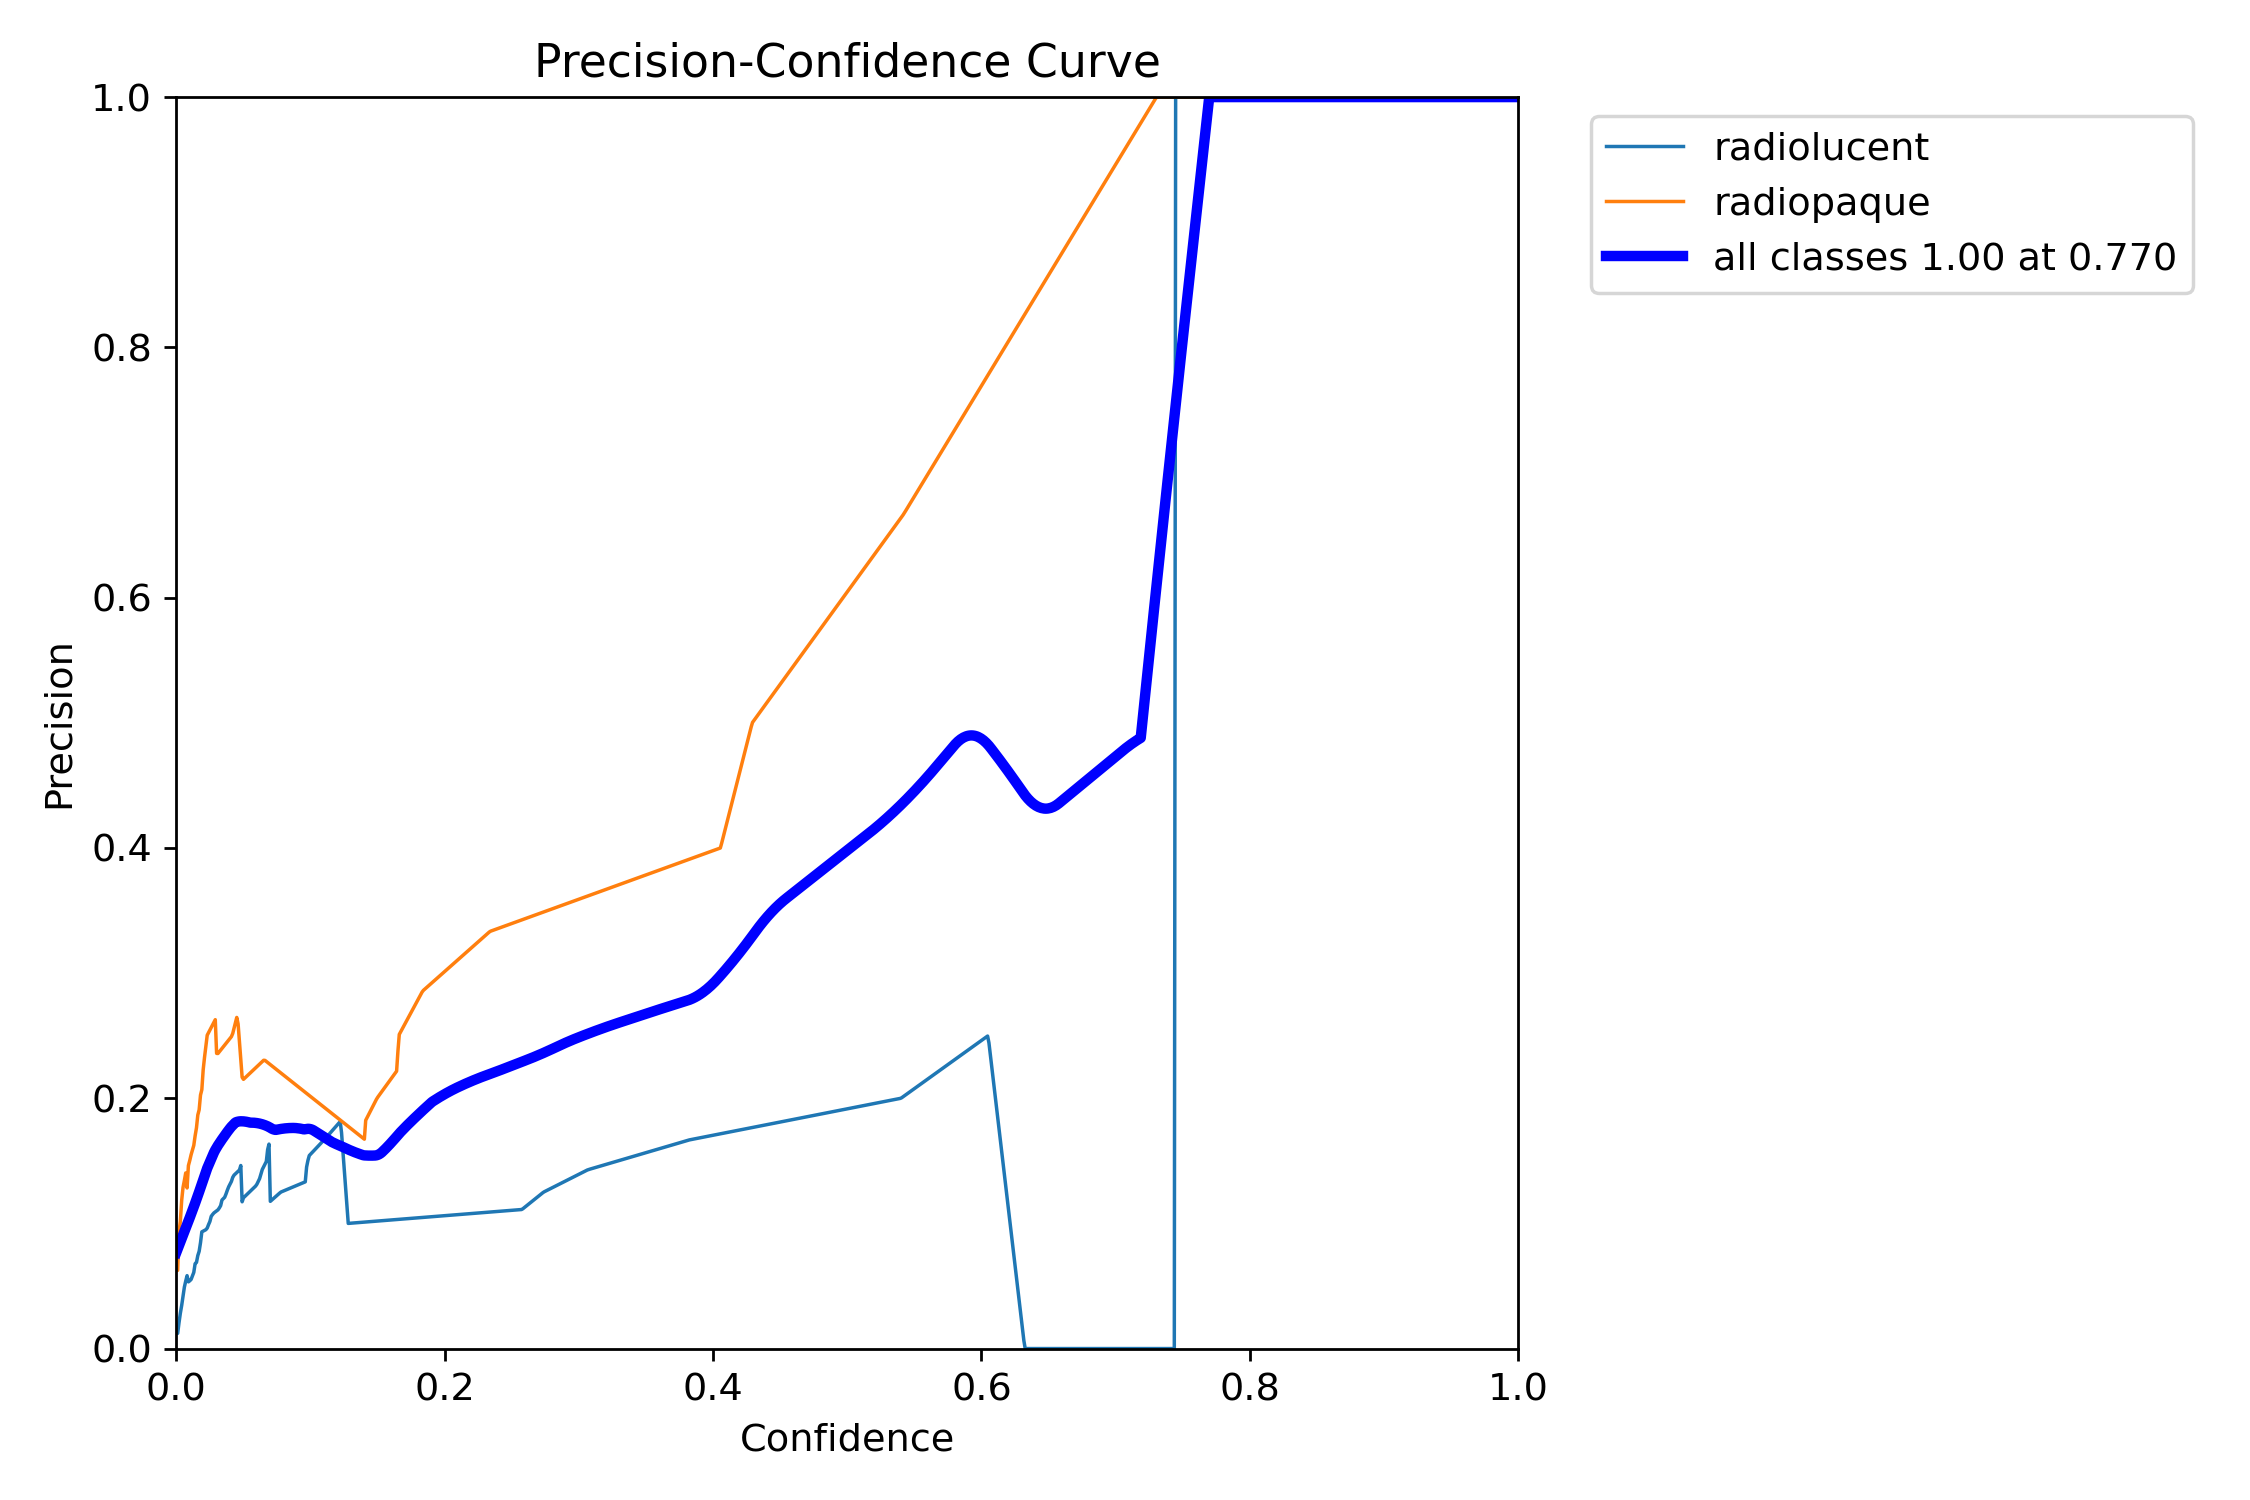 Precision-Confidence Curve
radiolucent
radiopaque
all classes 1.00 at 0.770
Precision
1.0
0.8
0.6
0.4
0.2
0.0
0.0 0.2 0.4 0.6 0.8 1.0
Confidence